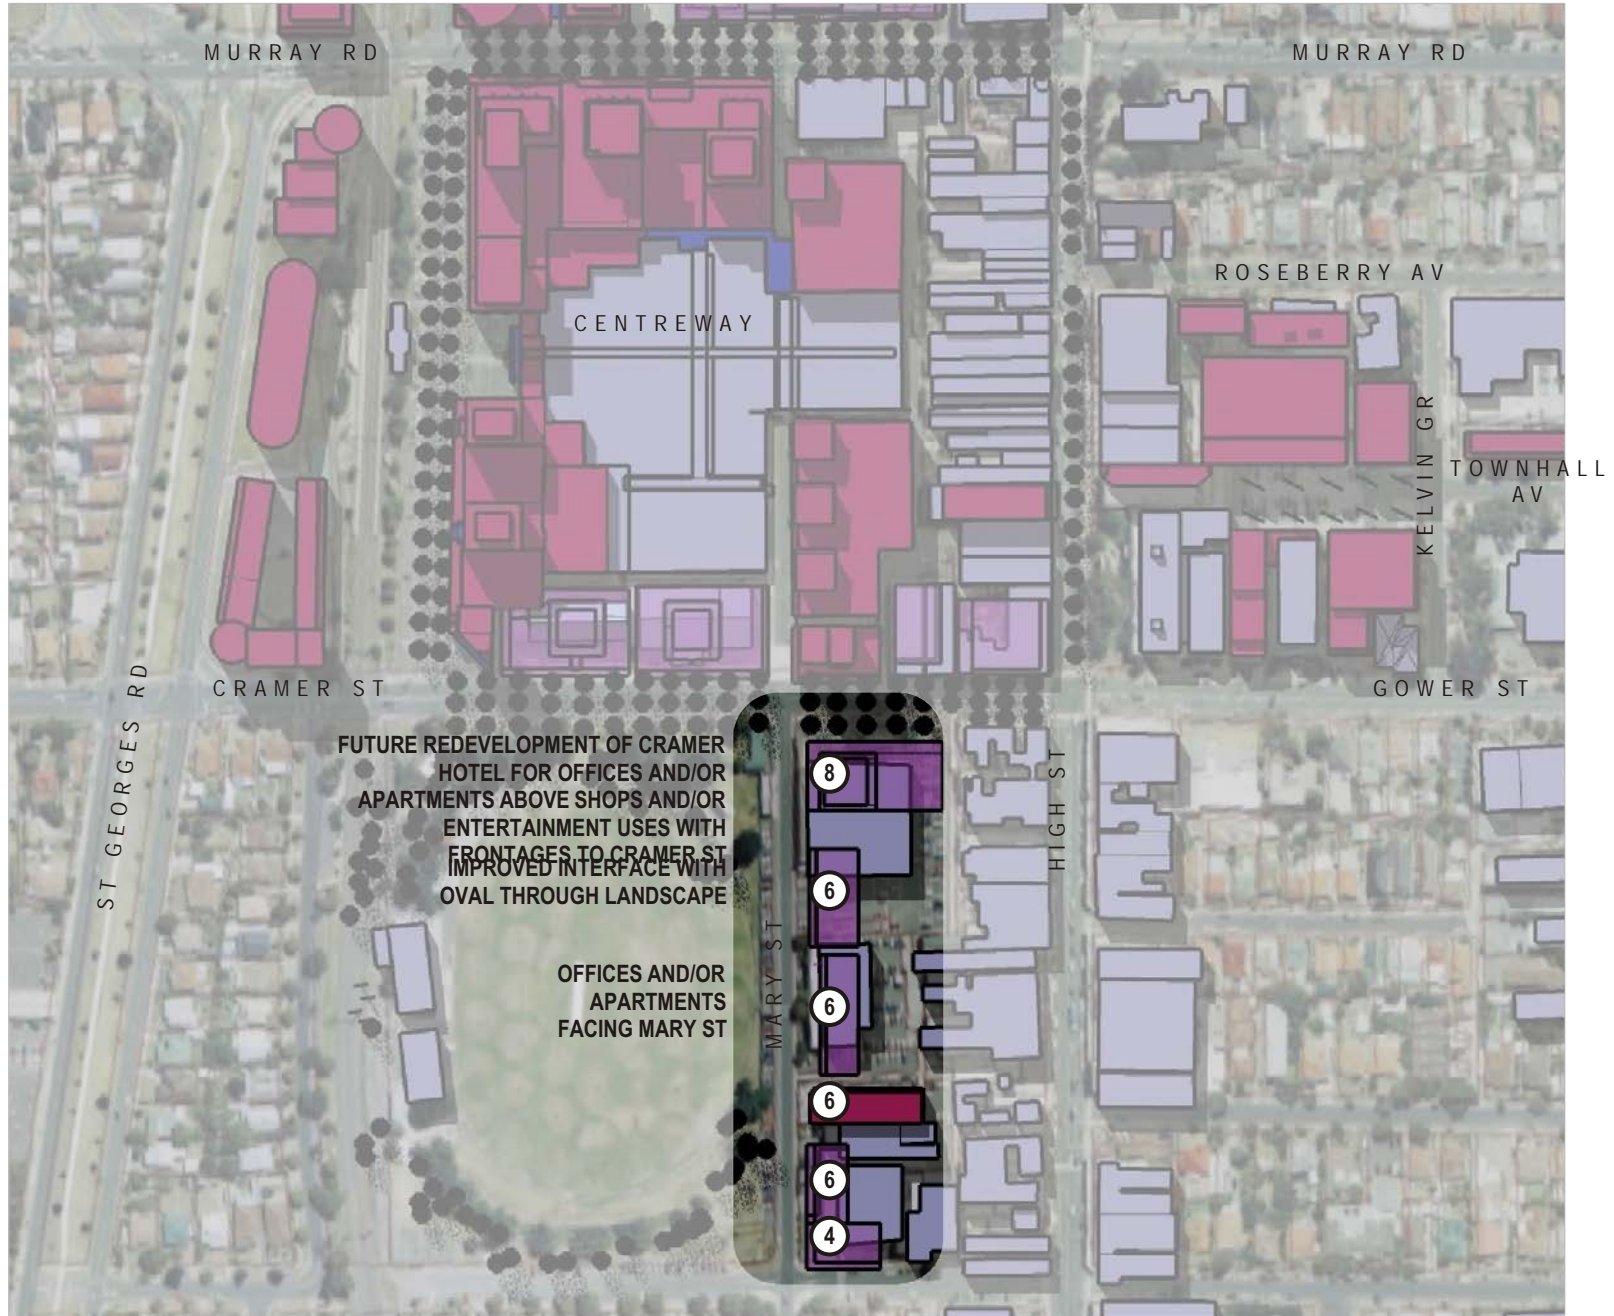 MURRAY RD
MURRAY RD
ROSEBERRY AV
CENTREWAY
KELVIN GR
TOWNHALL
AV
CRAMER ST
GOWER ST
ST GEORGES RD
HIGH ST
MARY ST
FUTURE REDEVELOPMENT OF CRAMER
HOTEL FOR OFFICES AND/OR
APARTMENTS ABOVE SHOPS AND/OR
ENTERTAINMENT USES WITH
FRONTAGES TO CRAMER ST
IMPROVED INTERFACE WITH
OVAL THROUGH LANDSCAPE
OFFICES AND/OR
APARTMENTS
FACING MARY ST
8
6
6
6
6
4